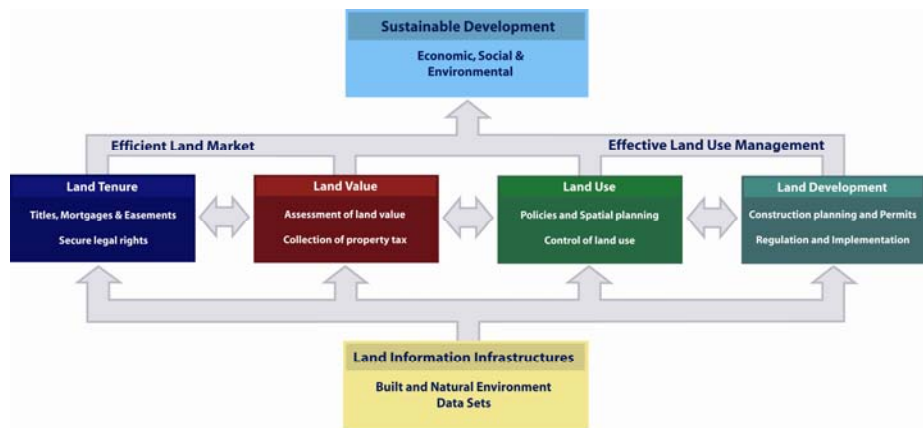 Sustainable Development
Economic, Social &
Environmental
Efficient Land Market
Effective Land Use Management
Land Tenure
Titles, Mortgages & Easements
Secure legal rights
Land Value
Assessment of land value
Collection of property tax
Land Use
Policies and Spatial planning
Control of land use
Land Development
Construction planning and Permits
Regulation and Implementation
Land Information Infrastructures
Built and Natural Environment
Data Sets